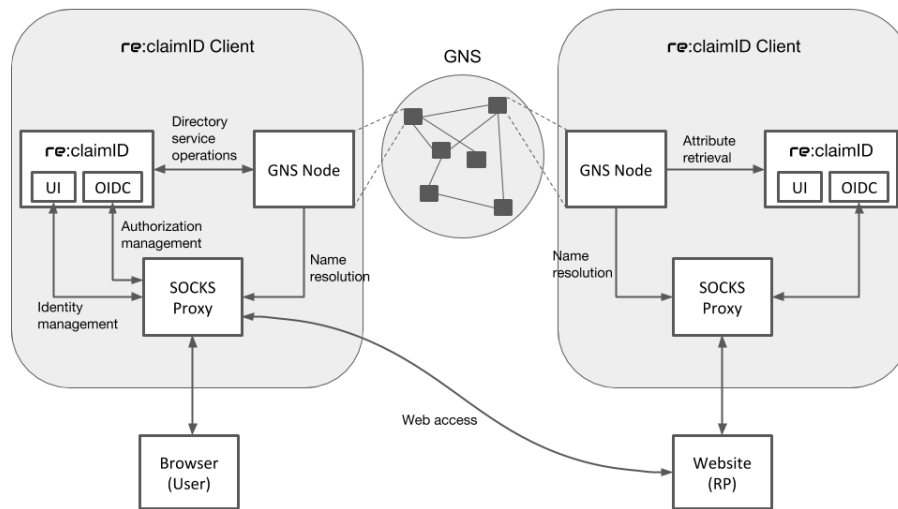 re:claimID Client
GNS
re:claimID Client
Directory
service
operations
re:claimID
UI
OIDC
GNS Node
GNS Node
Attribute
retrieval
re:claimID
UI
OIDC
Authorization
management
Name
resolution
Name
resolution
Identity
management
SOCKS
Proxy
SOCKS
Proxy
Web access
Browser
(User)
Website
(RP)